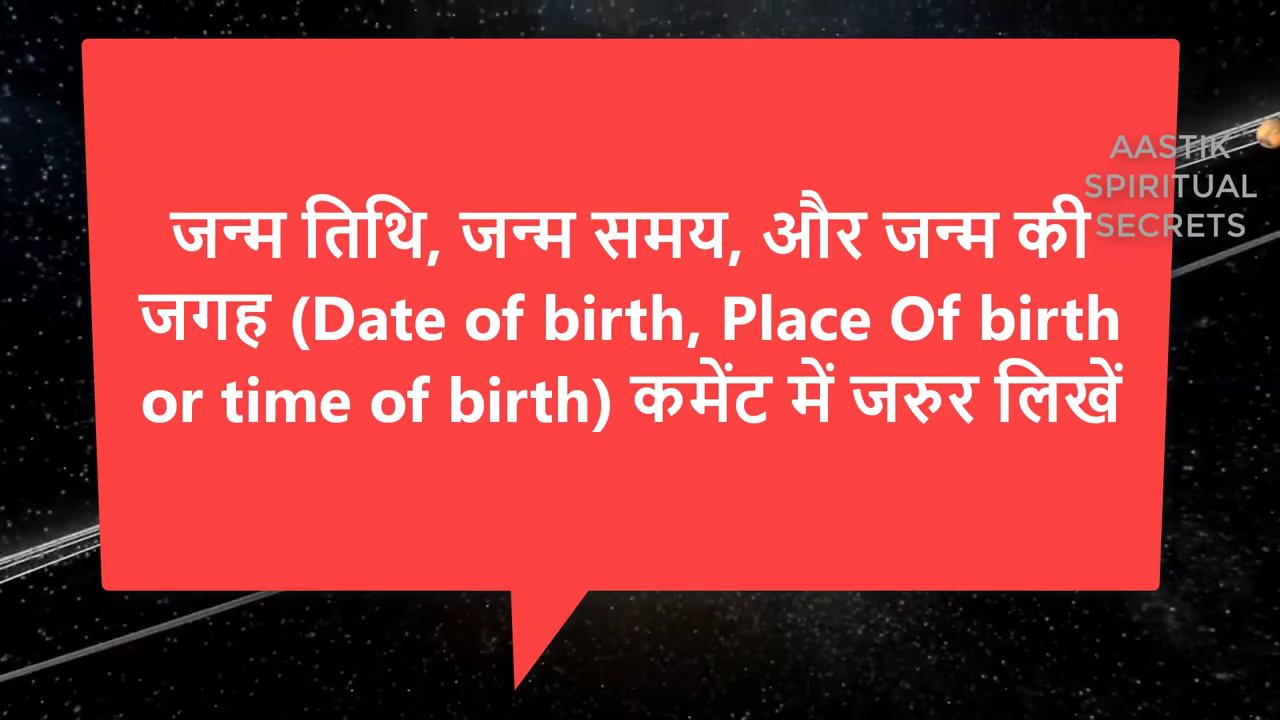 जन्म तिथि, जन्म समय, और जन्म की
जगह (Date of birth, Place Of birth
or time of birth) कमेंट में जरुर लिखें
AASTIK
SPIRITUAL
SECRETS